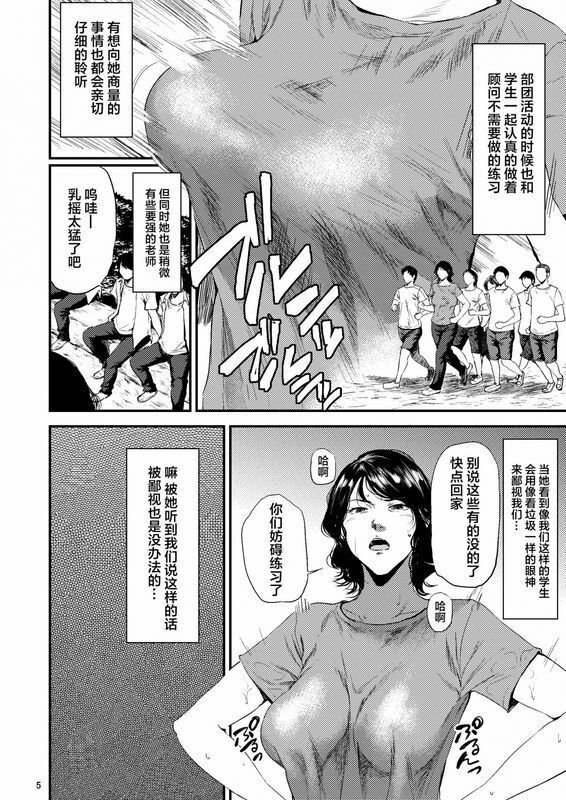 部团活动的时候也和
学生一起认真的做着
顾问不需要做的练习
有想向她商量的
事情也都会亲切
仔细的聆听
但同时她也是稍微
有些要强的老师
呜哇—
乳摇太猛了吧
当她看到像我们这样的学生
会用像看垃圾一样的眼神
来鄙视我们…
别说这些有的没的了
快点回家
哈啊
哈啊
你们妨碍练习了
ぷるんっ
ぷるっ
嘛 被她听到我们说这样的话
被鄙视也是没办法的…
5